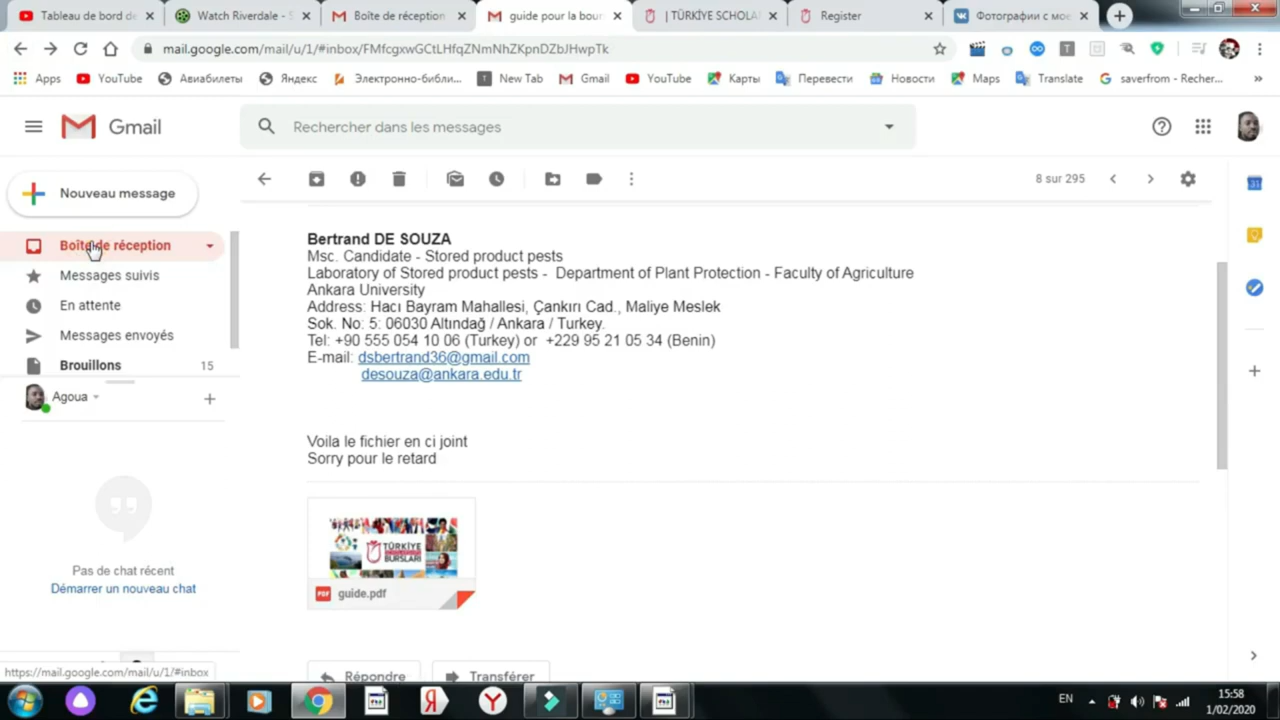 Tableau de bord de
Watch Riverdale - S
Boîte de réception
guide pour la bour
| TÜRKİYE SCHOLA
Register
Фотографии с мое
mail.google.com/mail/u/1/#inbox/FMfcgxwGCtLHfqZNmNhZKpnDZbJHwpTk
Apps
YouTube
Авиабилеты
Яндекс
Электронно-библи...
New Tab
Gmail
YouTube
Карты
Перевести
Новости
Maps
Translate
saverfrom - Recher...
»
Gmail
Rechercher dans les messages
Nouveau message
8 sur 295
Boîte de réception
Messages suivis
En attente
Messages envoyés
Brouillons 15
Agoua
Pas de chat récent
Démarrer un nouveau chat
Bertrand DE SOUZA
Msc. Candidate - Stored product pests
Laboratory of Stored product pests - Department of Plant Protection - Faculty of Agriculture
Ankara University
Address: Hacı Bayram Mahallesi, Çankırı Cad., Maliye Meslek
Sok. No: 5: 06030 Altındağ / Ankara / Turkey.
Tel: +90 555 054 10 06 (Turkey) or +229 95 21 05 34 (Benin)
E-mail: dsbertrand36@gmail.com
desouza@ankara.edu.tr
Voila le fichier en ci joint
Sorry pour le retard
TÜRKİYE
BURSLARI
PDF guide.pdf
Répondre
Transférer
https://mail.google.com/mail/u/1/#inbox
EN
15:58
1/02/2020